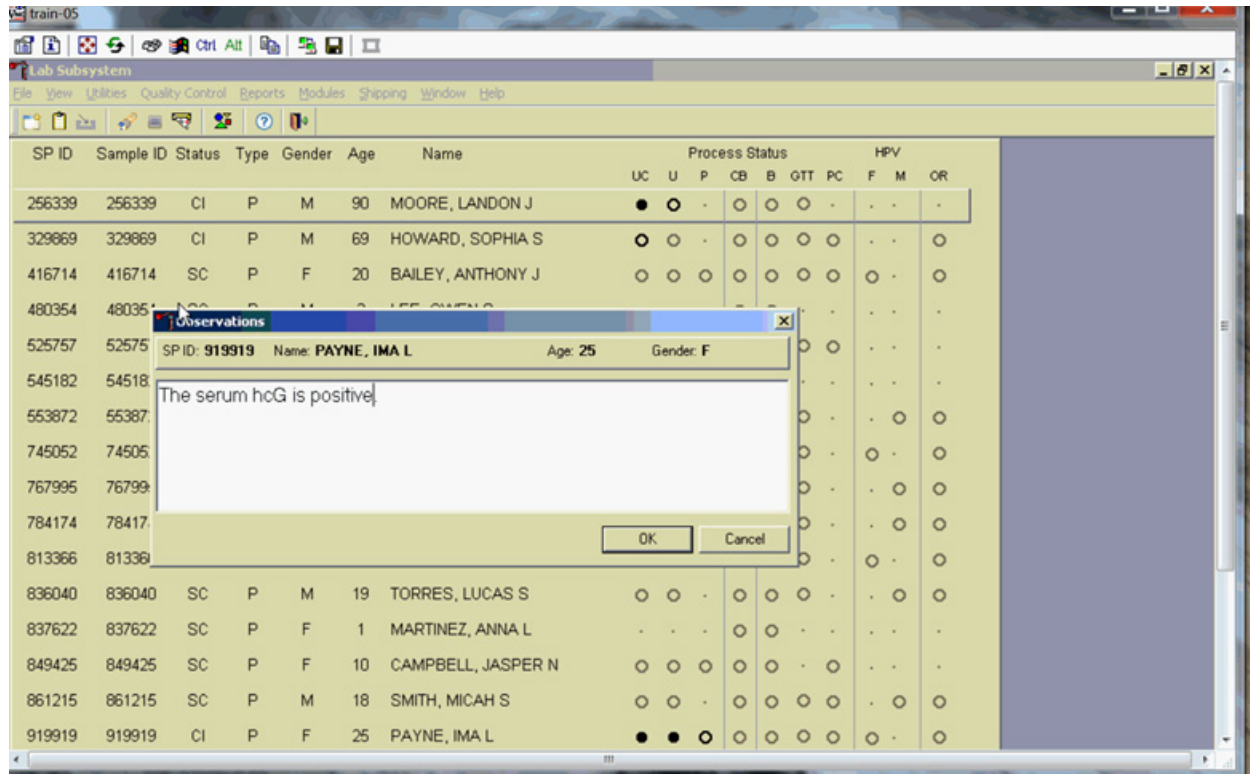 train-05
Ctrl Alt
Lab Subsystem
File View Utilities Quality Control Reports Modules Shipping Window Help
SP ID Sample ID Status Type Gender Age Name Process Status HPV
UC U P CB B GTT PC F M OR
256339 256339 CI P M 90 MOORE, LANDON J
329869 329869 CI P M 69 HOWARD, SOPHIA S
416714 416714 SC P F 20 BAILEY, ANTHONY J
480354
Observations
525757
SP ID: 919919 Name: PAYNE, IMA L Age: 25 Gender: F
545182
The serum hcG is positive.
553872
745052
767995
784174
OK Cancel
813366
836040 836040 SC P M 19 TORRES, LUCAS S
837622 837622 SC P F 1 MARTINEZ, ANNA L
849425 849425 SC P F 10 CAMPBELL, JASPER N
861215 861215 SC P M 18 SMITH, MICAH S
919919 919919 CI P F 25 PAYNE, IMA L